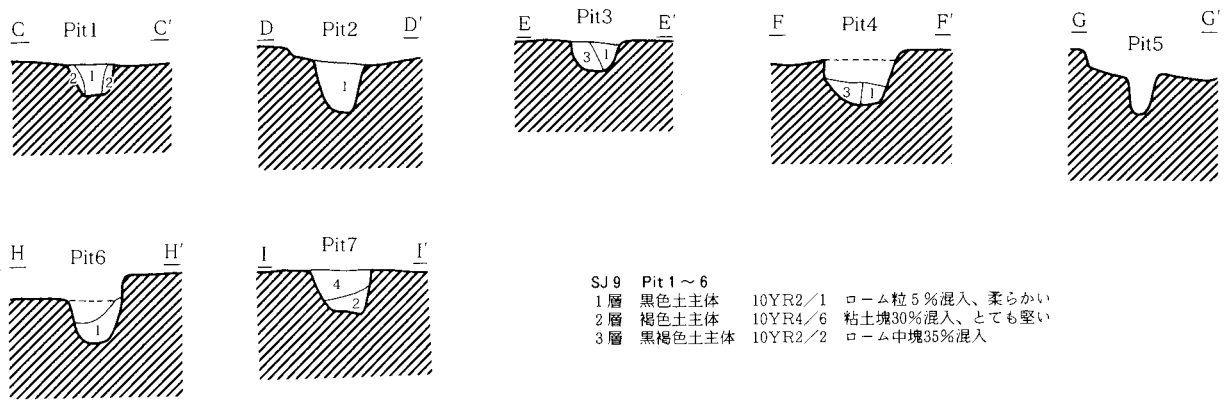 C Pit1 C′
2 1 2
D Pit2 D′
1
E Pit3 E′
3 1
F Pit4 F′
3 1
G Pit5 G′
H Pit6 H′
1
I Pit7 I′
4
2
SJ9 Pit1～6
1層 黒色土主体 10YR2/1 ローム粒5％混入、柔らかい
2層 褐色土主体 10YR4/6 粘土塊30％混入、とても堅い
3層 黒褐色土主体 10YR2/2 ローム中塊35％混入